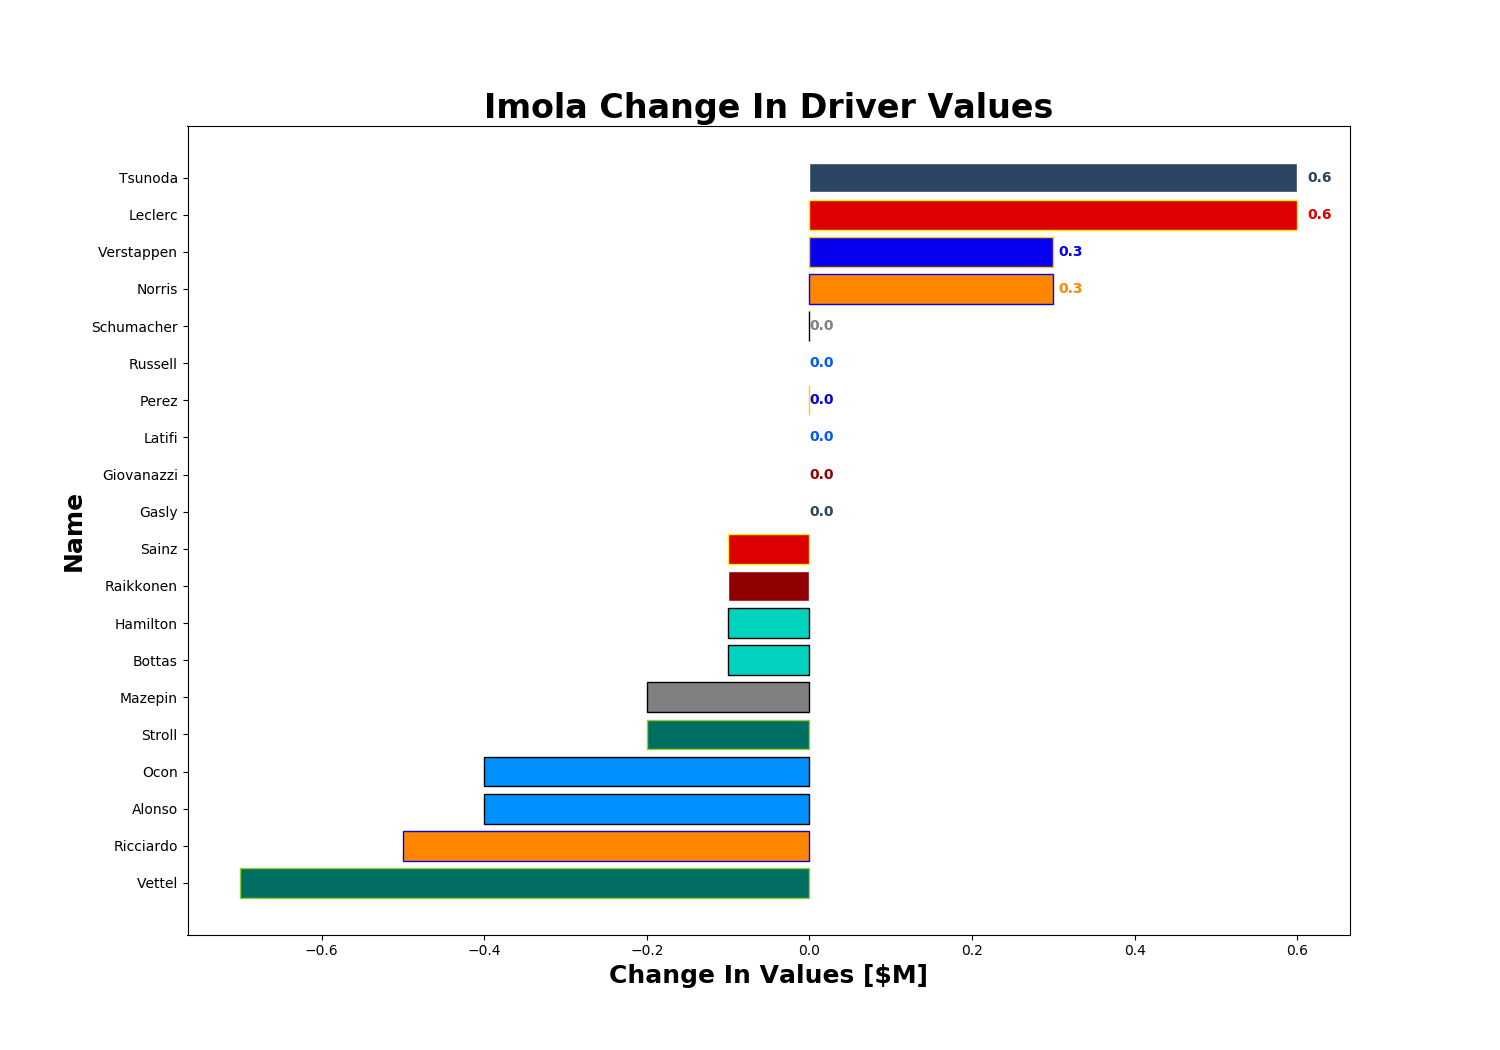 Imola Change In Driver Values
Tsunoda 0.6
Leclerc 0.6
Verstappen 0.3
Norris 0.3
Schumacher 0.0
Russell 0.0
Perez 0.0
Latifi 0.0
Giovanazzi 0.0
Gasly 0.0
Sainz
Raikkonen
Hamilton
Bottas
Mazepin
Stroll
Ocon
Alonso
Ricciardo
Vettel
Name
−0.6 −0.4 −0.2 0.0 0.2 0.4 0.6
Change In Values [$M]